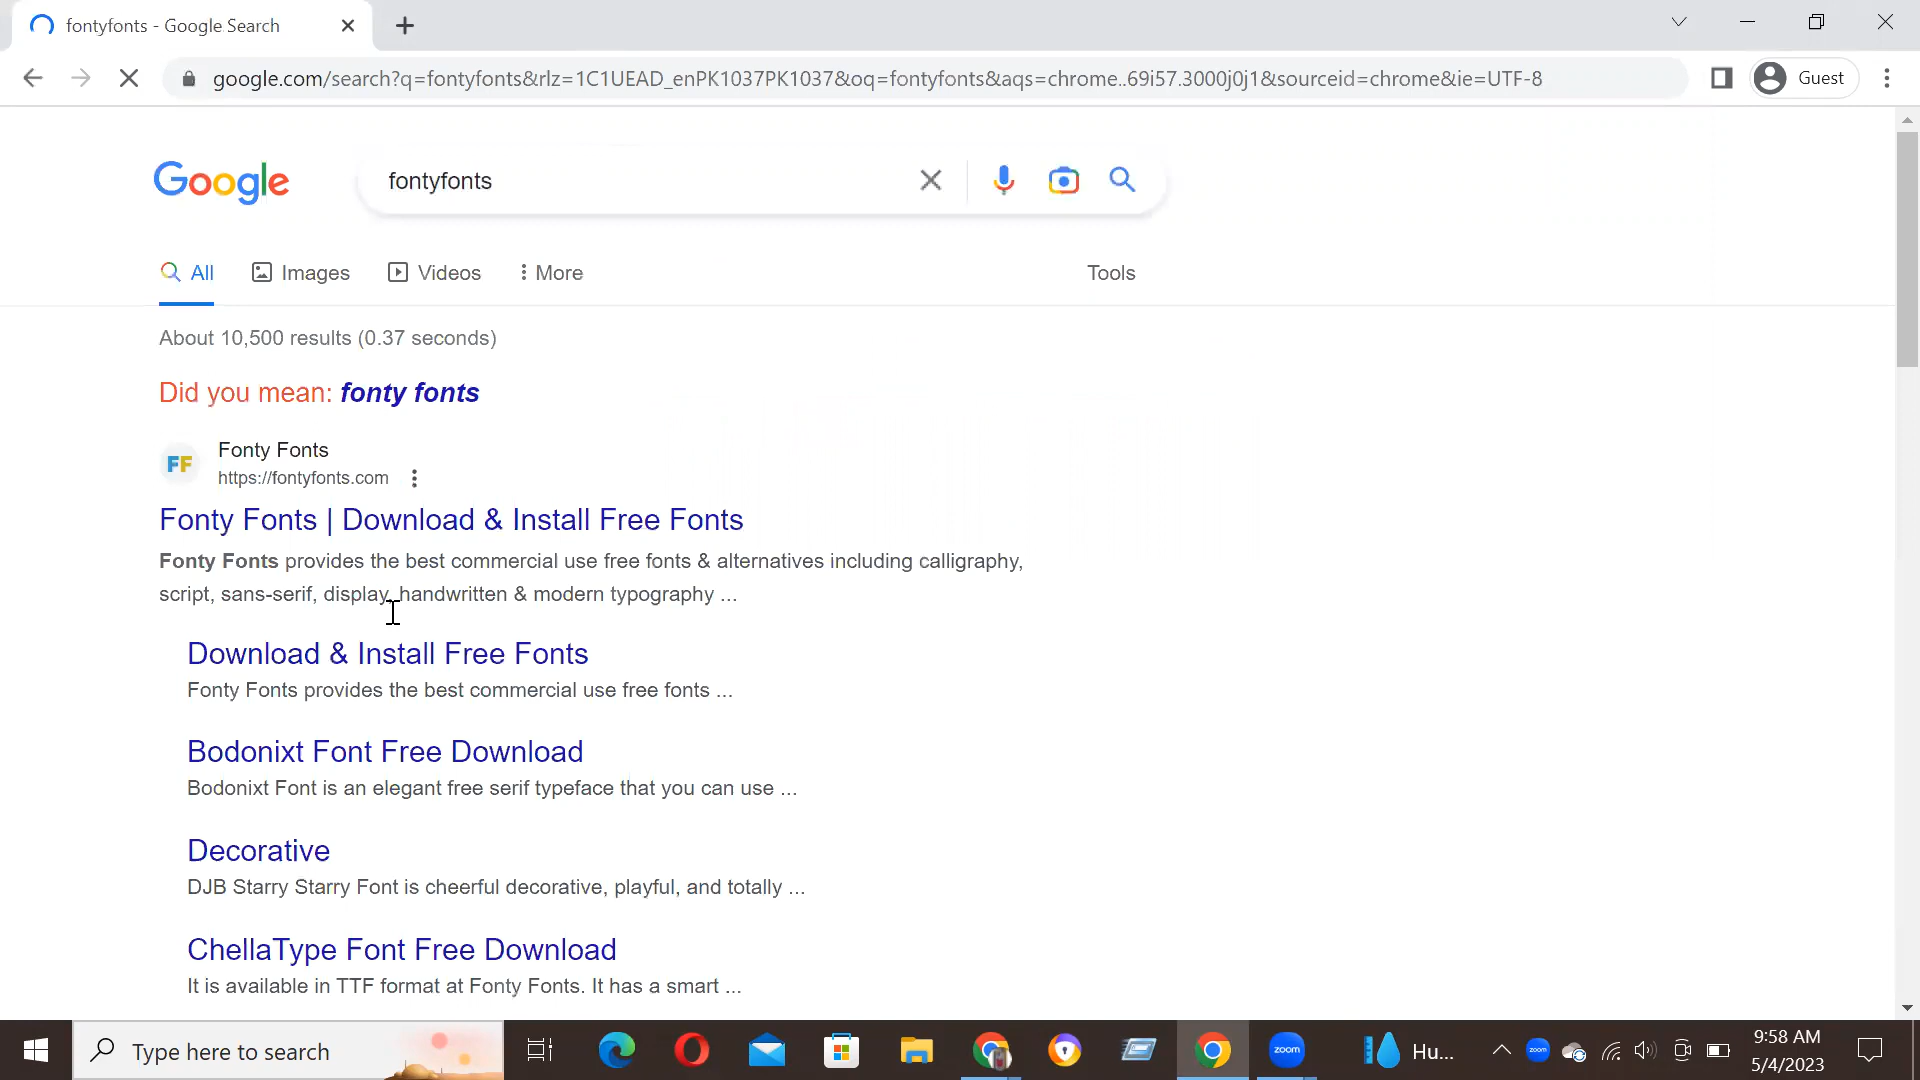 fontyfonts - Google Search
google.com/search?q=fontyfonts&rlz=1C1UEAD_enPK1037PK1037&oq=fontyfonts&aqs=chrome..69i57.3000j0j1&sourceid=chrome&ie=UTF-8
Guest
Google
fontyfonts
All
Images
Videos
More
Tools
About 10,500 results (0.37 seconds)
Did you mean: fonty fonts
FF
Fonty Fonts
https://fontyfonts.com
Fonty Fonts | Download & Install Free Fonts
Fonty Fonts provides the best commercial use free fonts & alternatives including calligraphy,
script, sans-serif, display, handwritten & modern typography ...
Download & Install Free Fonts
Fonty Fonts provides the best commercial use free fonts ...
Bodonixt Font Free Download
Bodonixt Font is an elegant free serif typeface that you can use ...
Decorative
DJB Starry Starry Font is cheerful decorative, playful, and totally ...
ChellaType Font Free Download
It is available in TTF format at Fonty Fonts. It has a smart ...
Type here to search
zoom
Hu...
zoom
9:58 AM
5/4/2023